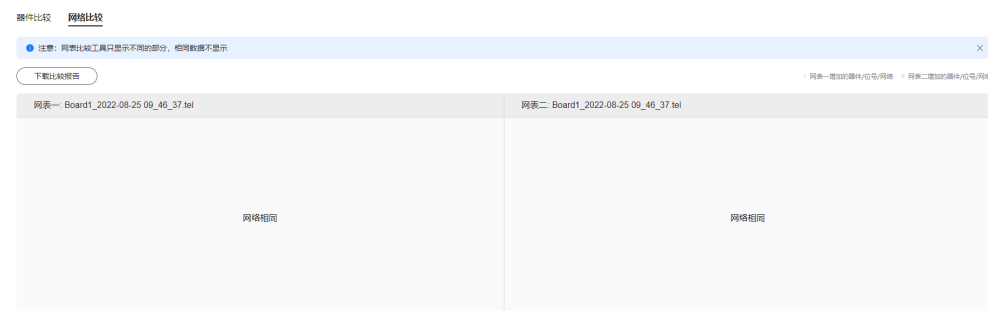 器件比较 网络比较
注意：网表比较工具只显示不同的部分，相同数据不显示
下载比较报告 网表一增加的器件/位号/网络 网表二增加的器件/位号/网络
网表一: Board1_2022-08-25 09_46_37.tel 网表二: Board1_2022-08-25 09_46_37.tel
网络相同 网络相同